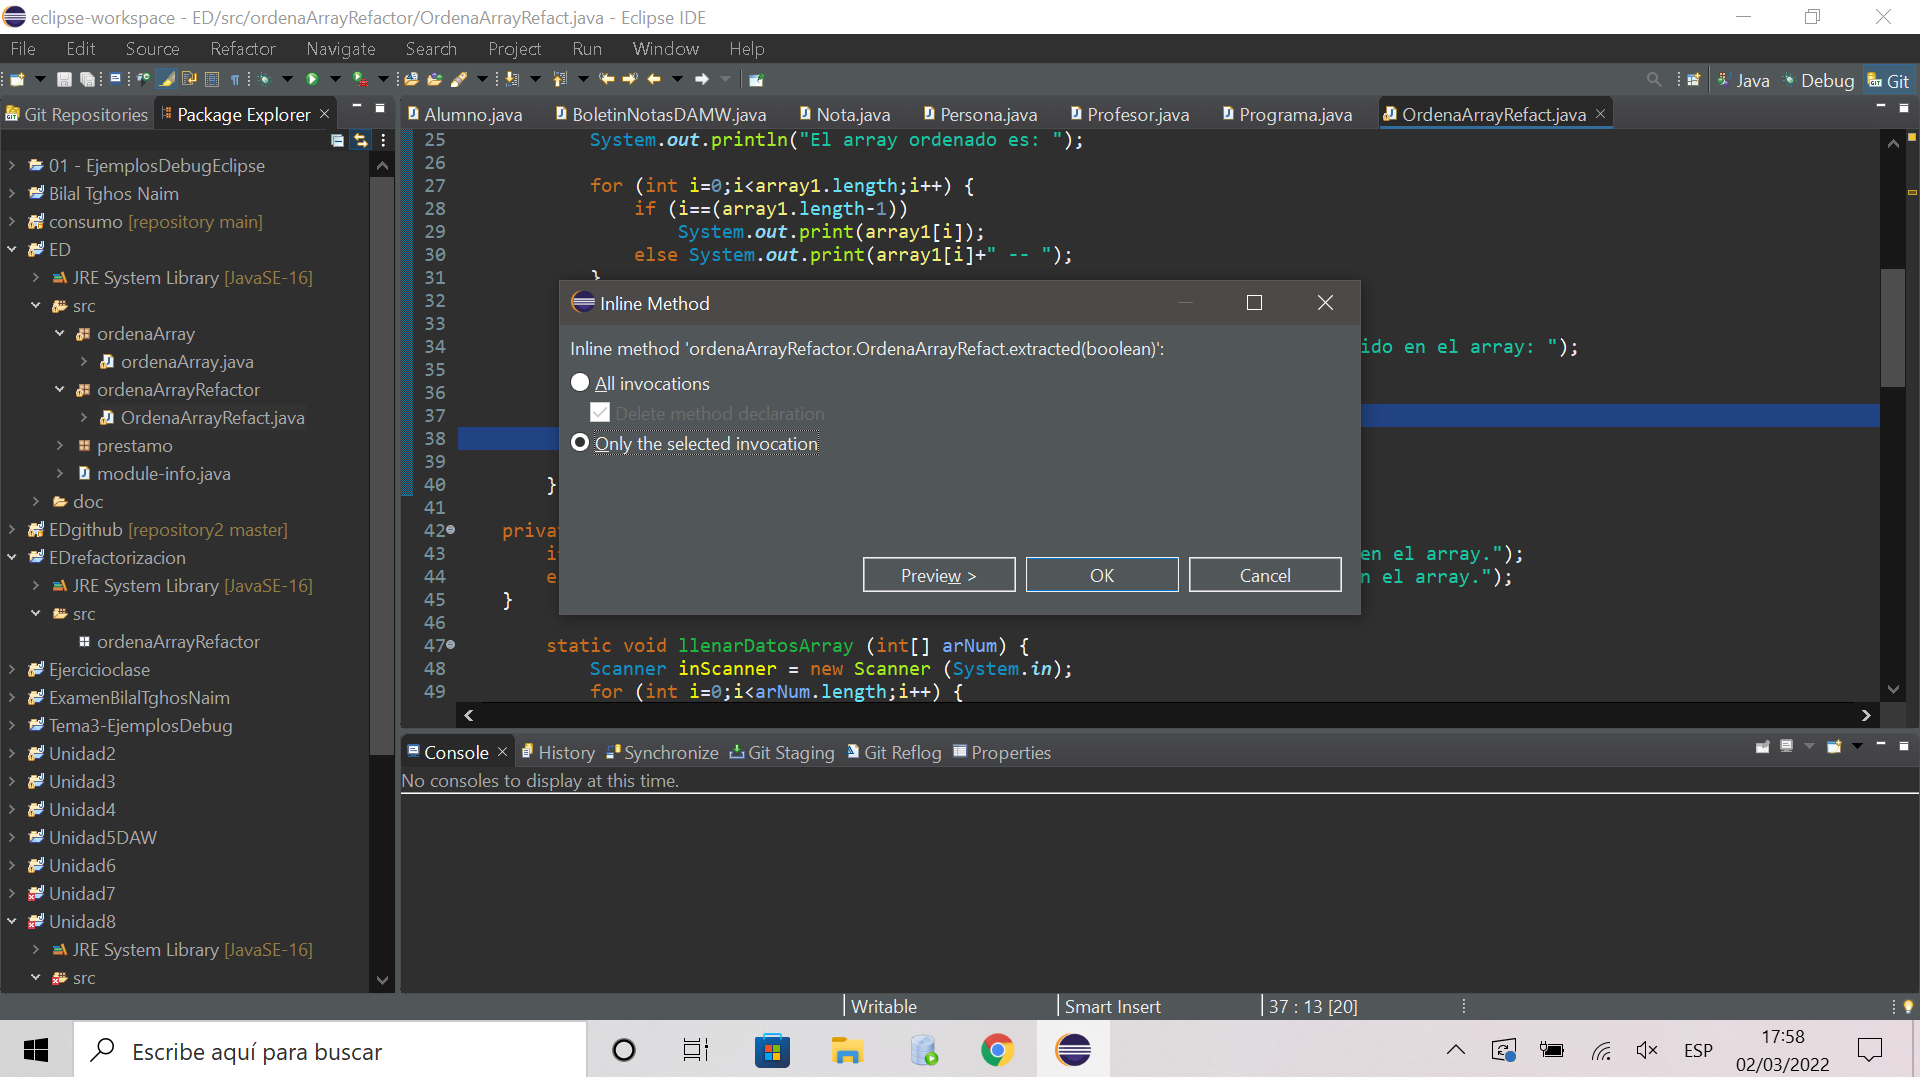 eclipse-workspace - ED/src/ordenaArrayRefactor/OrdenaArrayRefact.java - Eclipse IDE
File Edit Source Refactor Navigate Search Project Run Window Help
Java Debug Git
Git Repositories Package Explorer
01 - EjemplosDebugEclipse
Bilal Tghos Naim
consumo [repository main]
ED
JRE System Library [JavaSE-16]
src
ordenaArray
ordenaArray.java
ordenaArrayRefactor
OrdenaArrayRefact.java
prestamo
module-info.java
doc
EDgithub [repository2 master]
EDrefactorizacion
JRE System Library [JavaSE-16]
src
ordenaArrayRefactor
Ejercicioclase
ExamenBilalTghosNaim
Tema3-EjemplosDebug
Unidad2
Unidad3
Unidad4
Unidad5DAW
Unidad6
Unidad7
Unidad8
JRE System Library [JavaSE-16]
src
Alumno.java BoletinNotasDAMW.java Nota.java Persona.java Profesor.java Programa.java OrdenaArrayRefact.java
25 System.out.println("El array ordenado es: ");
26
27 for (int i=0;i<array1.length;i++) {
28 if (i==(array1.length-1))
29 System.out.print(array1[i]);
30 else System.out.print(array1[i]+" -- ");
31 }
32
33
34 ido en el array: ");
35
36
37
38
39
40 }
41
42 priva
43 i en el array.");
44 e n el array.");
45 }
46
47 static void llenarDatosArray (int[] arNum) {
48 Scanner inScanner = new Scanner (System.in);
49 for (int i=0;i<arNum.length;i++) {
Inline Method
Inline method 'ordenaArrayRefactor.OrdenaArrayRefact.extracted(boolean)':
All invocations
Delete method declaration
Only the selected invocation
Preview > OK Cancel
Console History Synchronize Git Staging Git Reflog Properties
No consoles to display at this time.
Writable Smart Insert 37 : 13 [20]
Escribe aquí para buscar
ESP
17:58
02/03/2022